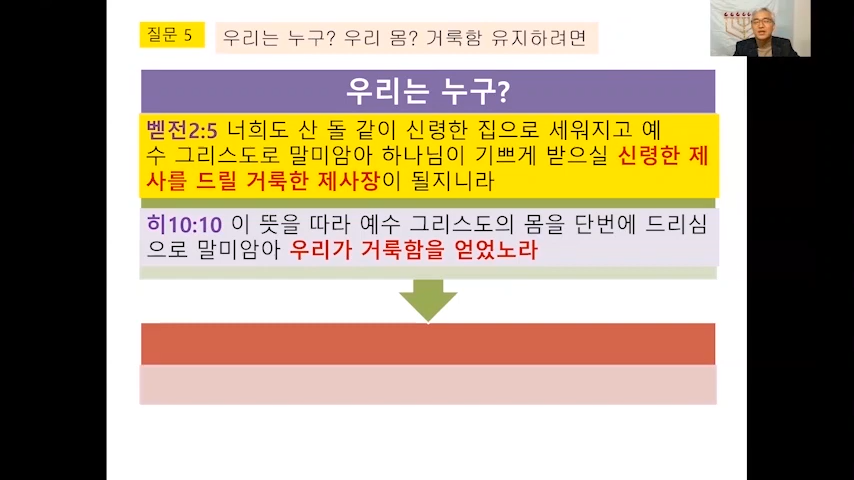 질문 5
우리는 누구? 우리 몸? 거룩함 유지하려면
우리는 누구?
벧전2:5 너희도 산 돌 같이 신령한 집으로 세워지고 예
수 그리스도로 말미암아 하나님이 기쁘게 받으실 신령한 제
사를 드릴 거룩한 제사장이 될지니라
히10:10 이 뜻을 따라 예수 그리스도의 몸을 단번에 드리심
으로 말미암아 우리가 거룩함을 얻었노라